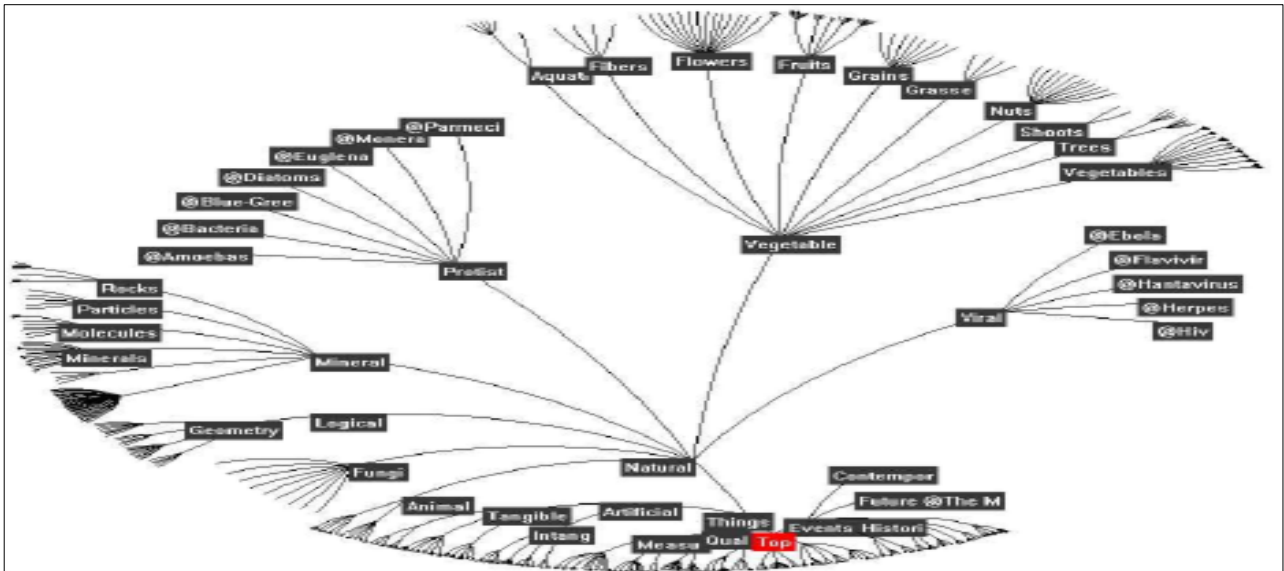 Aquati
Fibers
Flowers
Fruits
Grains
Grasse
Nuts
Shoots
Trees
Vegetables
@Parmeci
@Monera
@Euglena
@Diatoms
@Blue-Gree
@Bacteria
@Amoebas
Protist
Vegetable
@Ebola
@Flavivir
@Hantavirus
@Herpes
@Hiv
Viral
Rocks
Particles
Molecules
Minerals
Mineral
Geometry
Logical
Fungi
Natural
Contempor
Future @The M
Animal
Tangible
Artificial
Things
Events Histori
Intang
Measu
Qual
Top